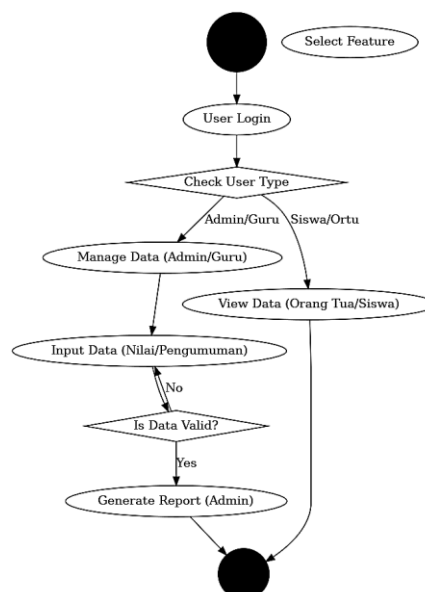 Select Feature
User Login
Check User Type
Admin/Guru
Siswa/Ortu
Manage Data (Admin/Guru)
View Data (Orang Tua/Siswa)
Input Data (Nilai/Pengumuman)
No
Is Data Valid?
Yes
Generate Report (Admin)